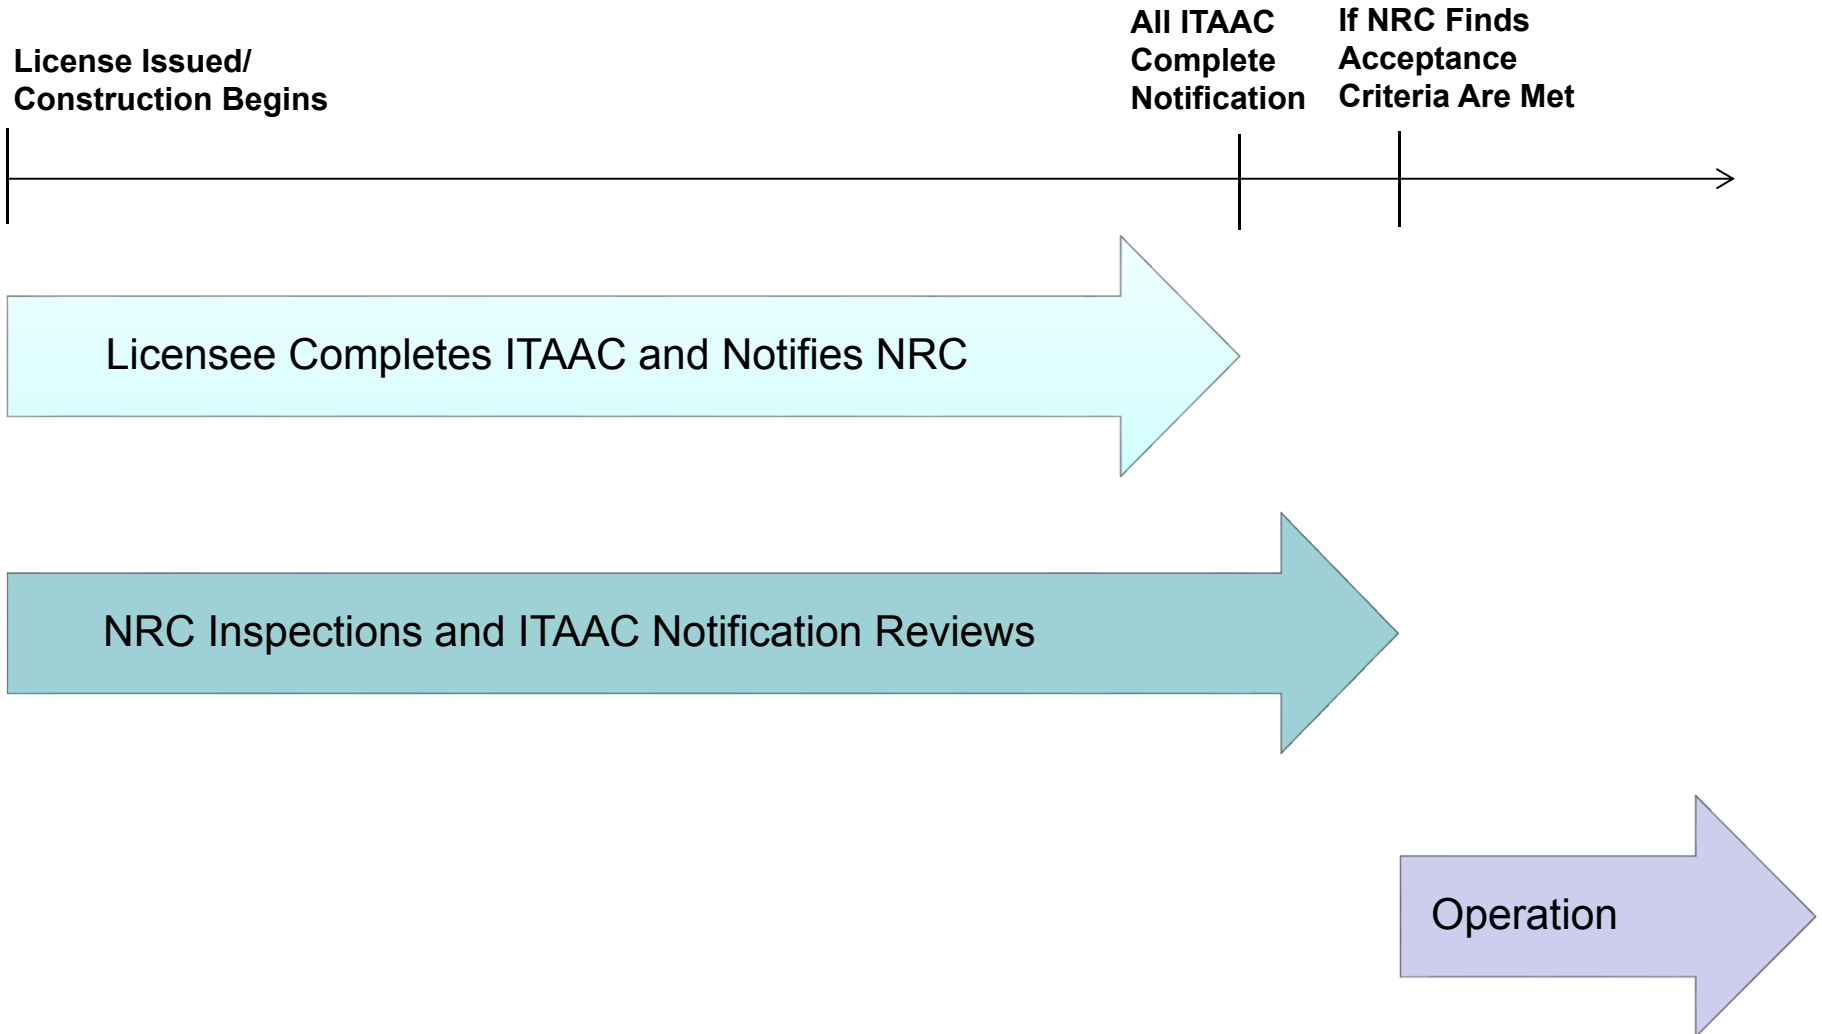 License Issued/
Construction Begins
All ITAAC
Complete
Notification
If NRC Finds
Acceptance
Criteria Are Met
Licensee Completes ITAAC and Notifies NRC
NRC Inspections and ITAAC Notification Reviews
Operation